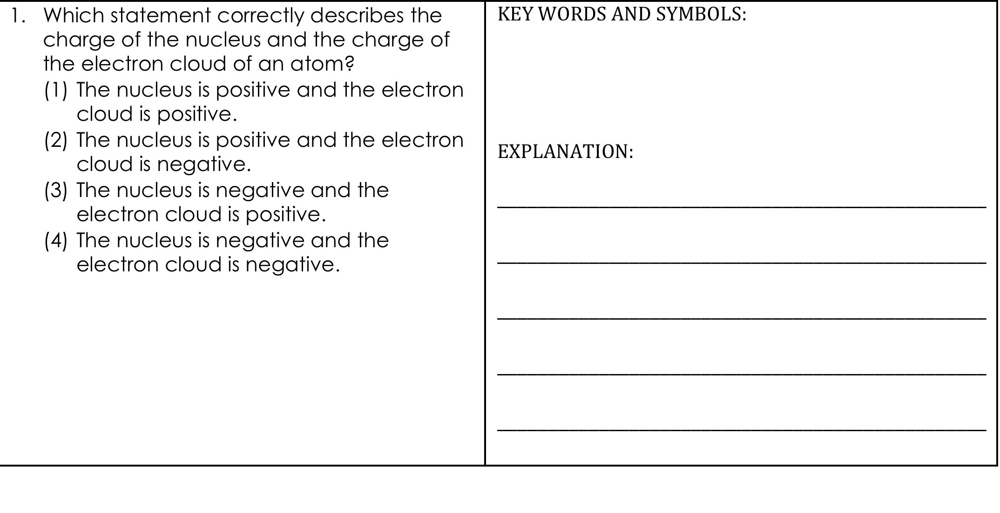 1. Which statement correctly describes the
charge of the nucleus and the charge of
the electron cloud of an atom?
(1) The nucleus is positive and the electron
cloud is positive.
(2) The nucleus is positive and the electron
cloud is negative.
(3) The nucleus is negative and the
electron cloud is positive.
(4) The nucleus is negative and the
electron cloud is negative.
KEY WORDS AND SYMBOLS:
EXPLANATION: